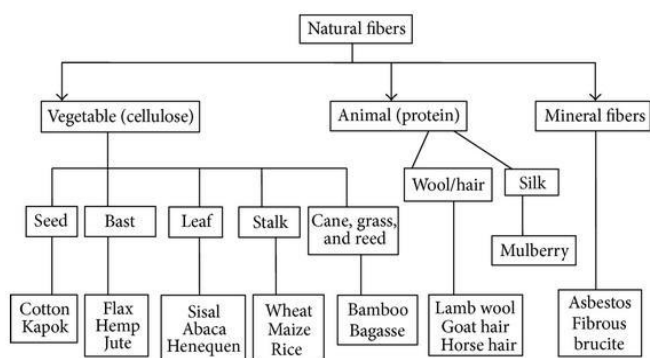 Natural fibers
Vegetable (cellulose)
Animal (protein)
Mineral fibers
Wool/hair
Silk
Seed
Bast
Leaf
Stalk
Cane, grass,
and reed
Mulberry
Cotton
Kapok
Flax
Hemp
Jute
Sisal
Abaca
Henequen
Wheat
Maize
Rice
Bamboo
Bagasse
Lamb wool
Goat hair
Horse hair
Asbestos
Fibrous
brucite